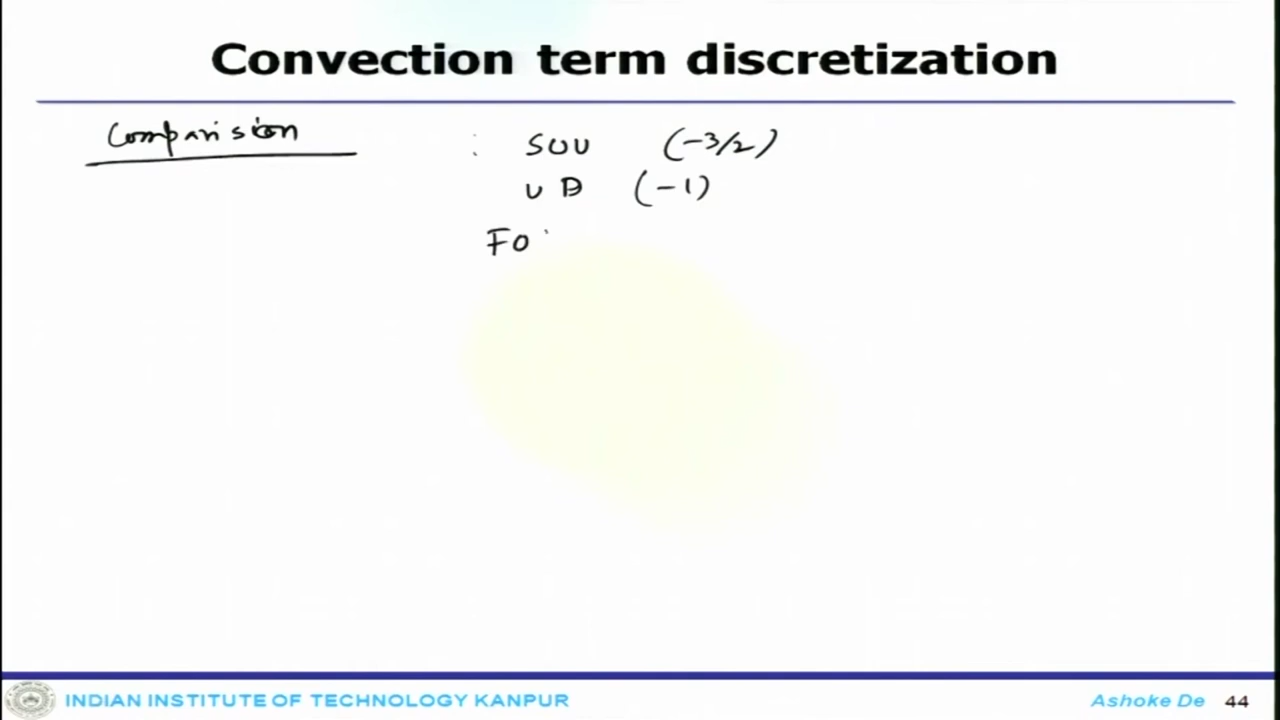 Convection term discretization
Comparision : SOU (-3/2)
UD (-1)
FO
INDIAN INSTITUTE OF TECHNOLOGY KANPUR
Ashoke De 44